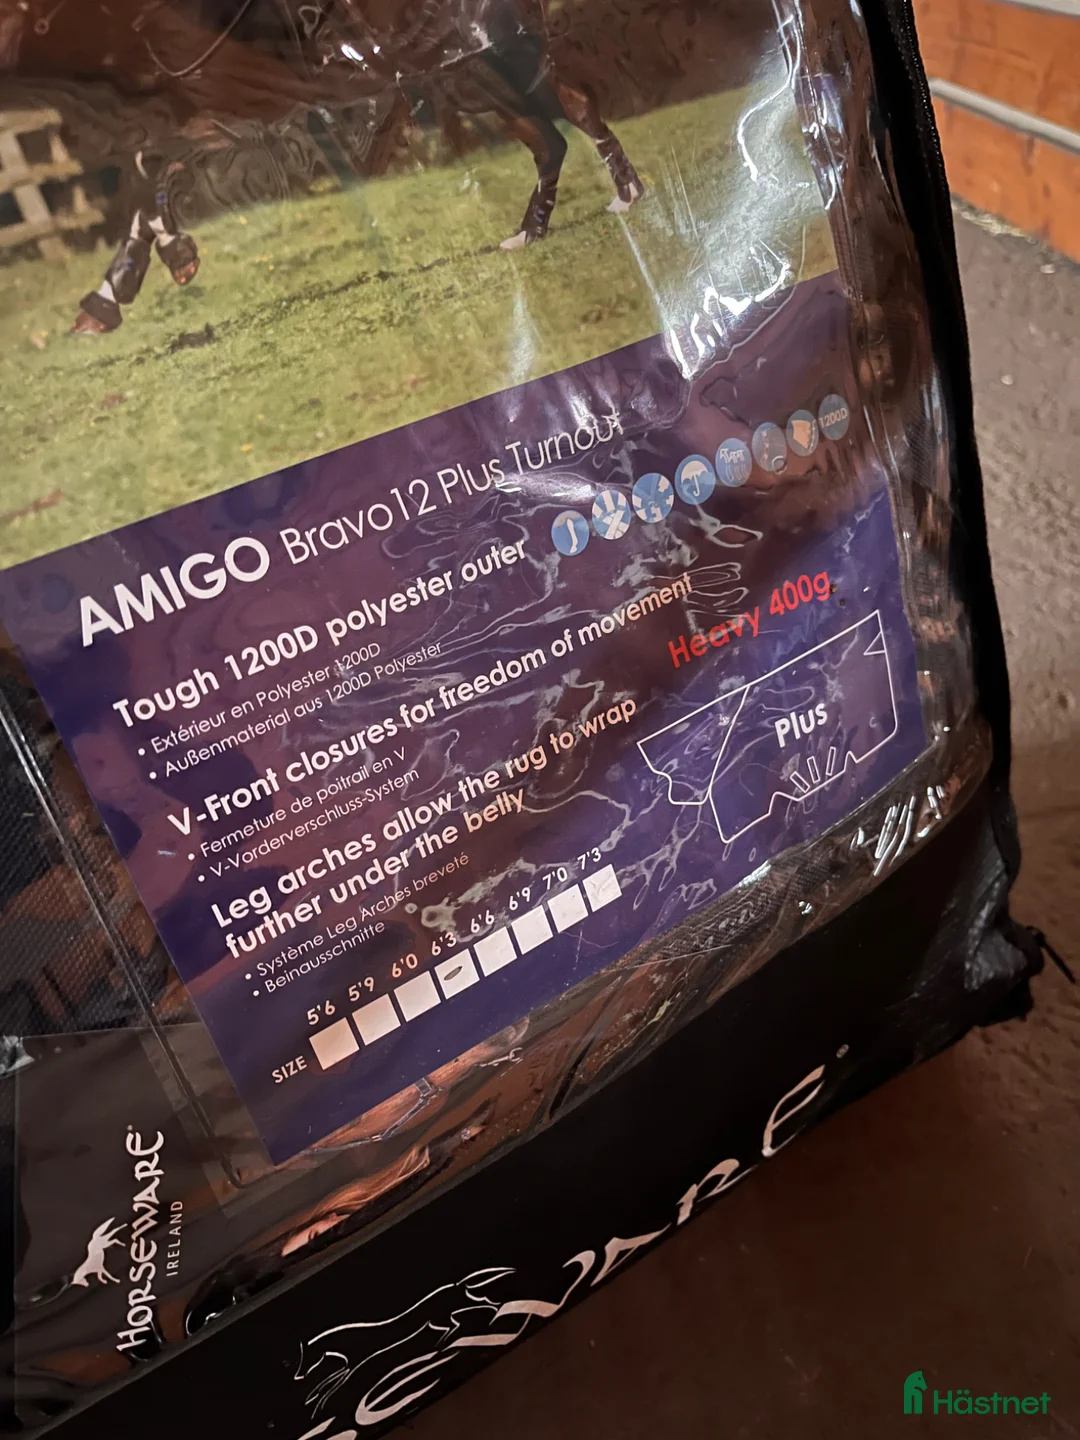 AMIGO Bravo 12 Plus Turnout
1200D
Tough 1200D polyester outer
• Extérieur en Polyester 1200D
• Außenmaterial aus 1200D Polyester
Heavy 400g
V-Front closures for freedom of movement
• Fermeture de poitrail en V
• V-Vorderverschluss-System
Plus
Leg arches allow the rug to wrap
further under the belly
• Système Leg Arches breveté
• Beinausschnitte
5'6 5'9 6'0 6'3 6'6 6'9 7'0 7'3
SIZE
HORSEWARE®
IRELAND
EWARE®
Hästnet